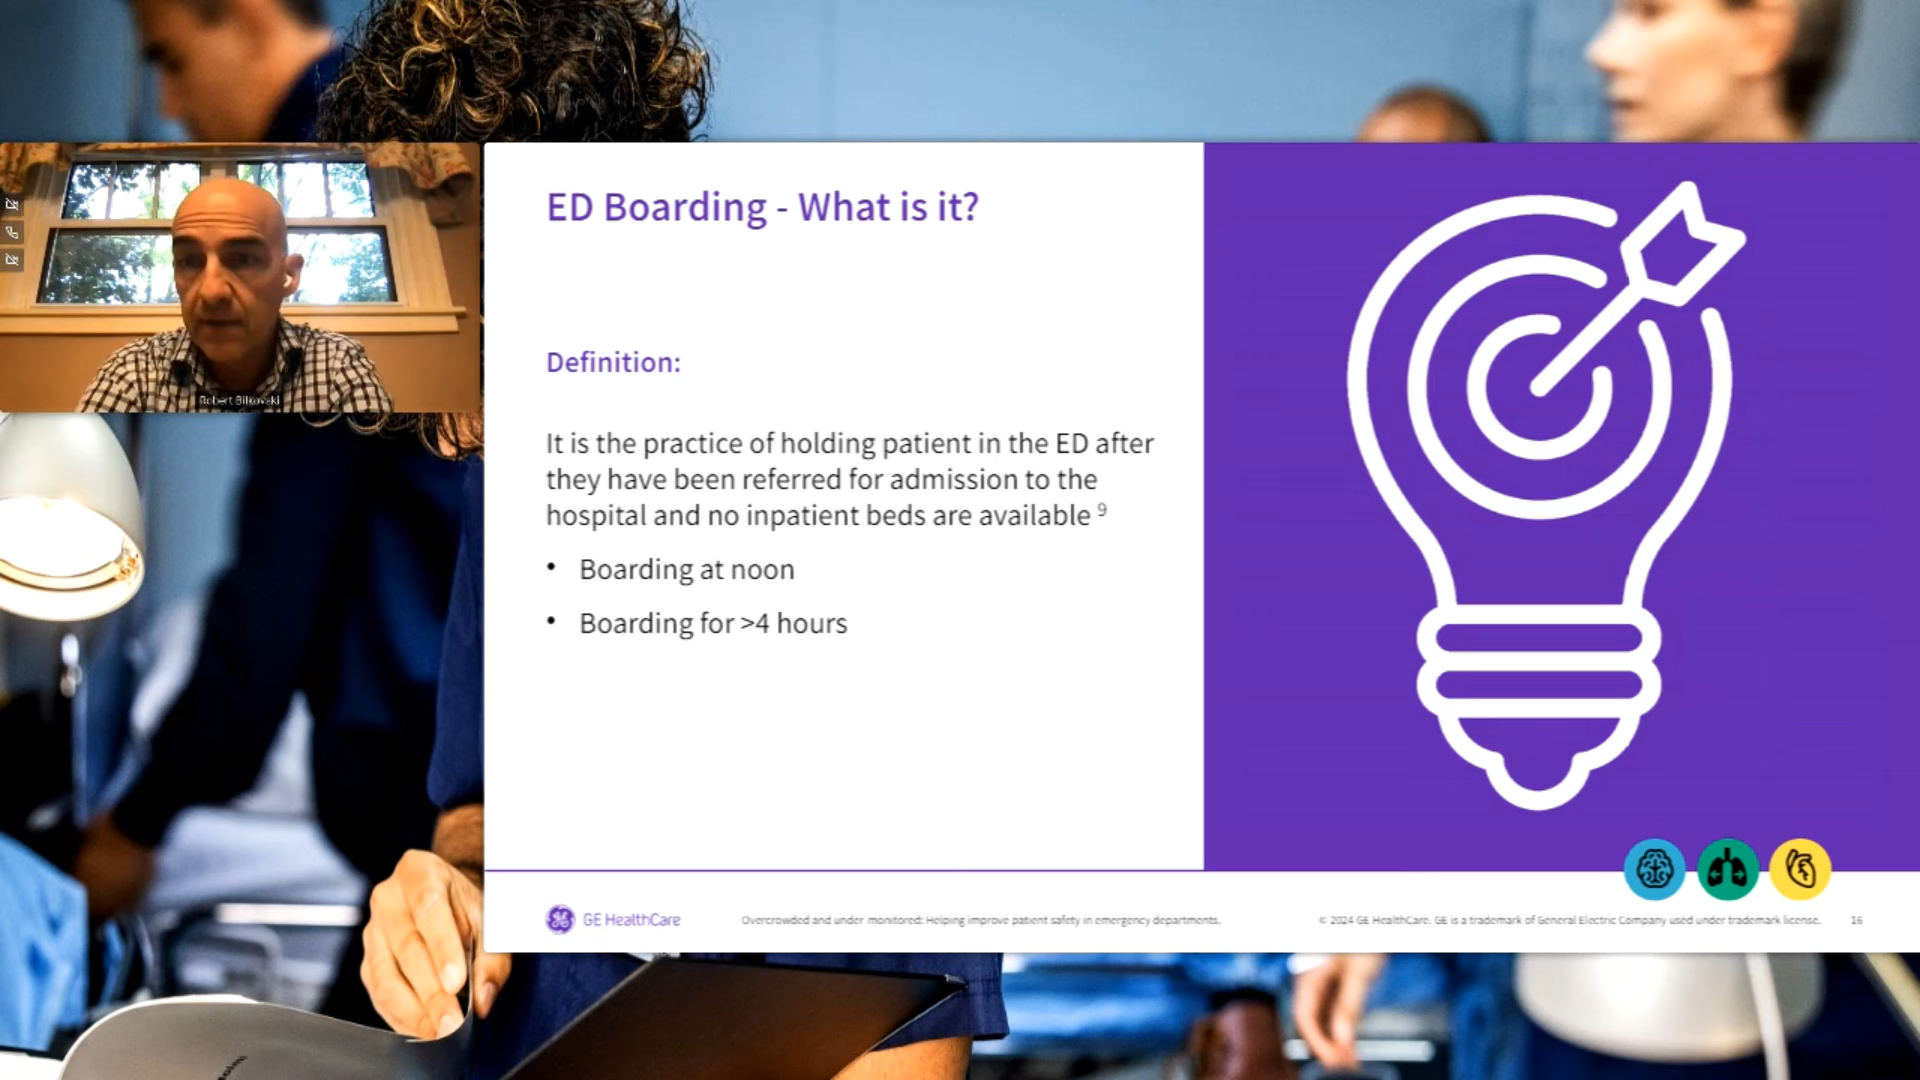 Robert Bilkovski
ED Boarding - What is it?
Definition:
It is the practice of holding patient in the ED after
they have been referred for admission to the
hospital and no inpatient beds are available 9
• Boarding at noon
• Boarding for >4 hours
GE HealthCare
Overcrowded and under monitored: Helping improve patient safety in emergency departments.
© 2024 GE HealthCare. GE is a trademark of General Electric Company used under trademark license.
16